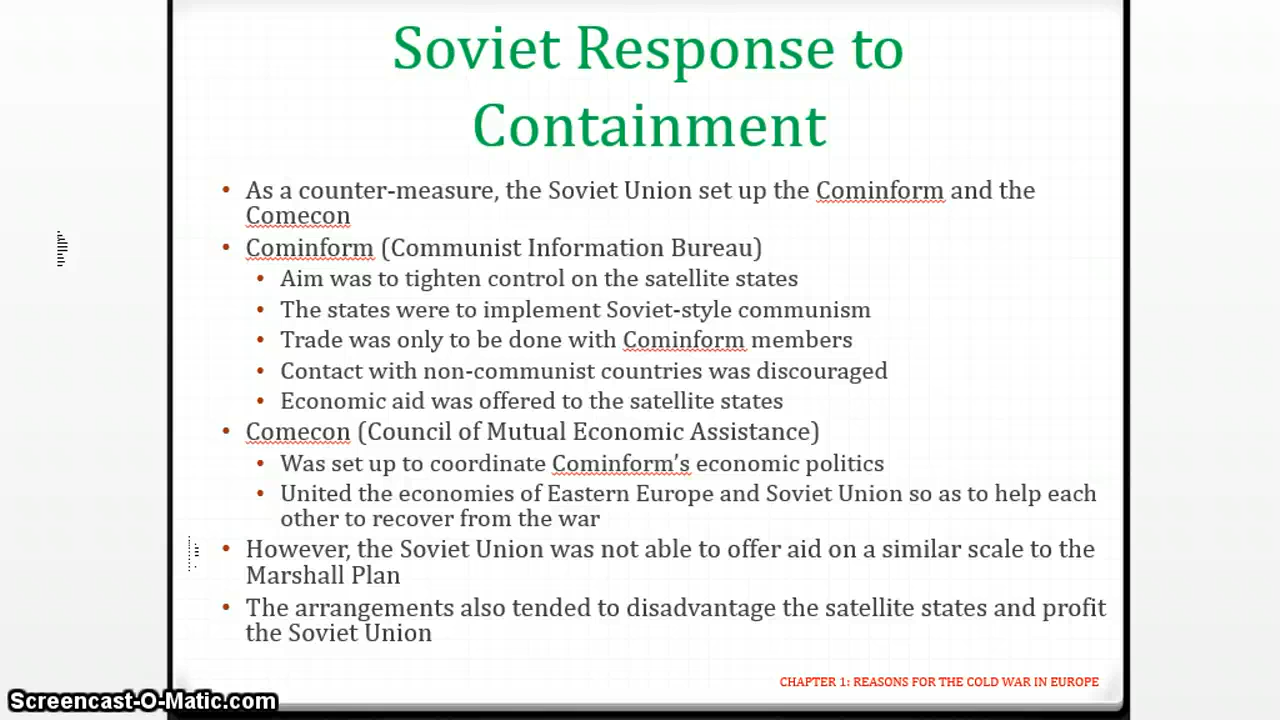 Soviet Response to
Containment
• As a counter-measure, the Soviet Union set up the Cominform and the
Comecon
• Cominform (Communist Information Bureau)
• Aim was to tighten control on the satellite states
• The states were to implement Soviet-style communism
• Trade was only to be done with Cominform members
• Contact with non-communist countries was discouraged
• Economic aid was offered to the satellite states
• Comecon (Council of Mutual Economic Assistance)
• Was set up to coordinate Cominform's economic politics
• United the economies of Eastern Europe and Soviet Union so as to help each
other to recover from the war
• However, the Soviet Union was not able to offer aid on a similar scale to the
Marshall Plan
• The arrangements also tended to disadvantage the satellite states and profit
the Soviet Union
CHAPTER 1: REASONS FOR THE COLD WAR IN EUROPE
Screencast-O-Matic.com